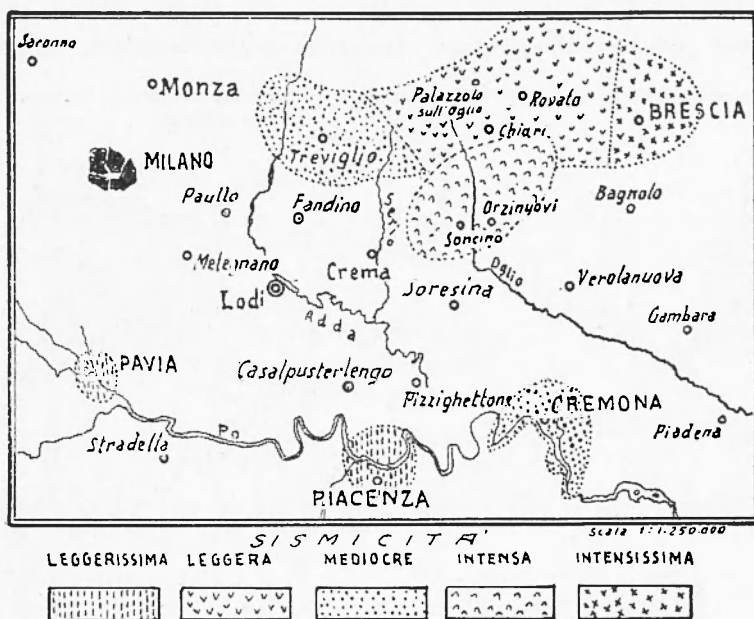 Saronno
Monza
MILANO
Paullo
Melegnano
Lodi
Fandino
Treviglio
Crema
Serio
Adda
Palazzolo
sull'Oglio
Rovato
Chiari
BRESCIA
Orzinuovi
Soncino
Bagnolo
Oglio
Soresina
Verolanuova
Gambara
PAVIA
Casalpusterlengo
Pizzighettone
CREMONA
Piadena
Stradella
Po
PIACENZA
SISMICITA'
Scala 1:1.250.000
LEGGERISSIMA LEGGERA MEDIOCRE INTENSA INTENSISSIMA